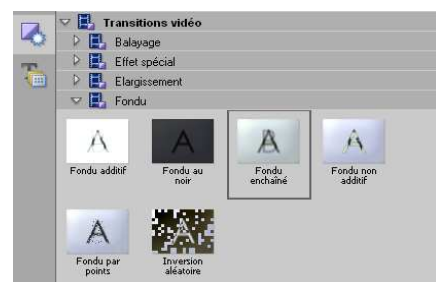 Transitions vidéo
Balayage
Effet spécial
Elargissement
Fondu
Fondu additif
Fondu au
noir
Fondu
enchaîné
Fondu non
additif
Fondu par
points
Inversion
aléatoire